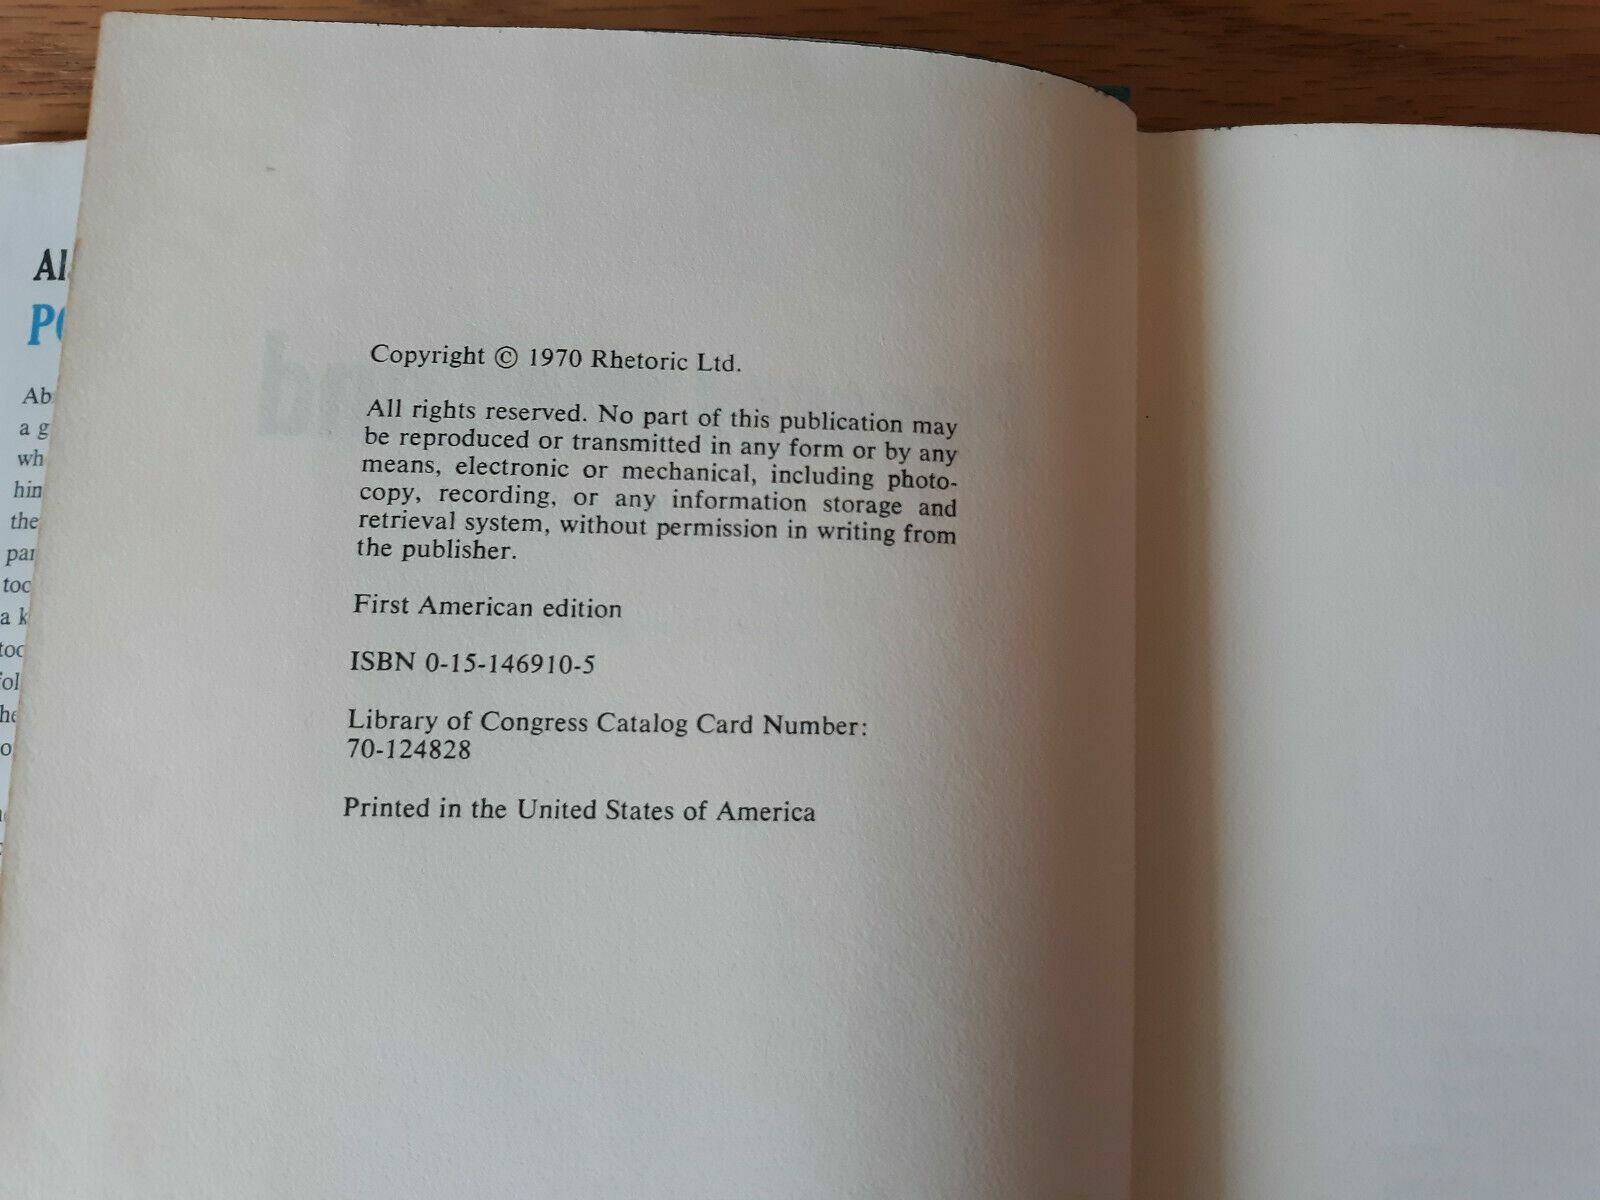 Copyright © 1970 Rhetoric Ltd.
All rights reserved. No part of this publication may
be reproduced or transmitted in any form or by any
means, electronic or mechanical, including photo-
copy, recording, or any information storage and
retrieval system, without permission in writing from
the publisher.
First American edition
ISBN 0-15-146910-5
Library of Congress Catalog Card Number:
70-124828
Printed in the United States of America
a g
the
a k